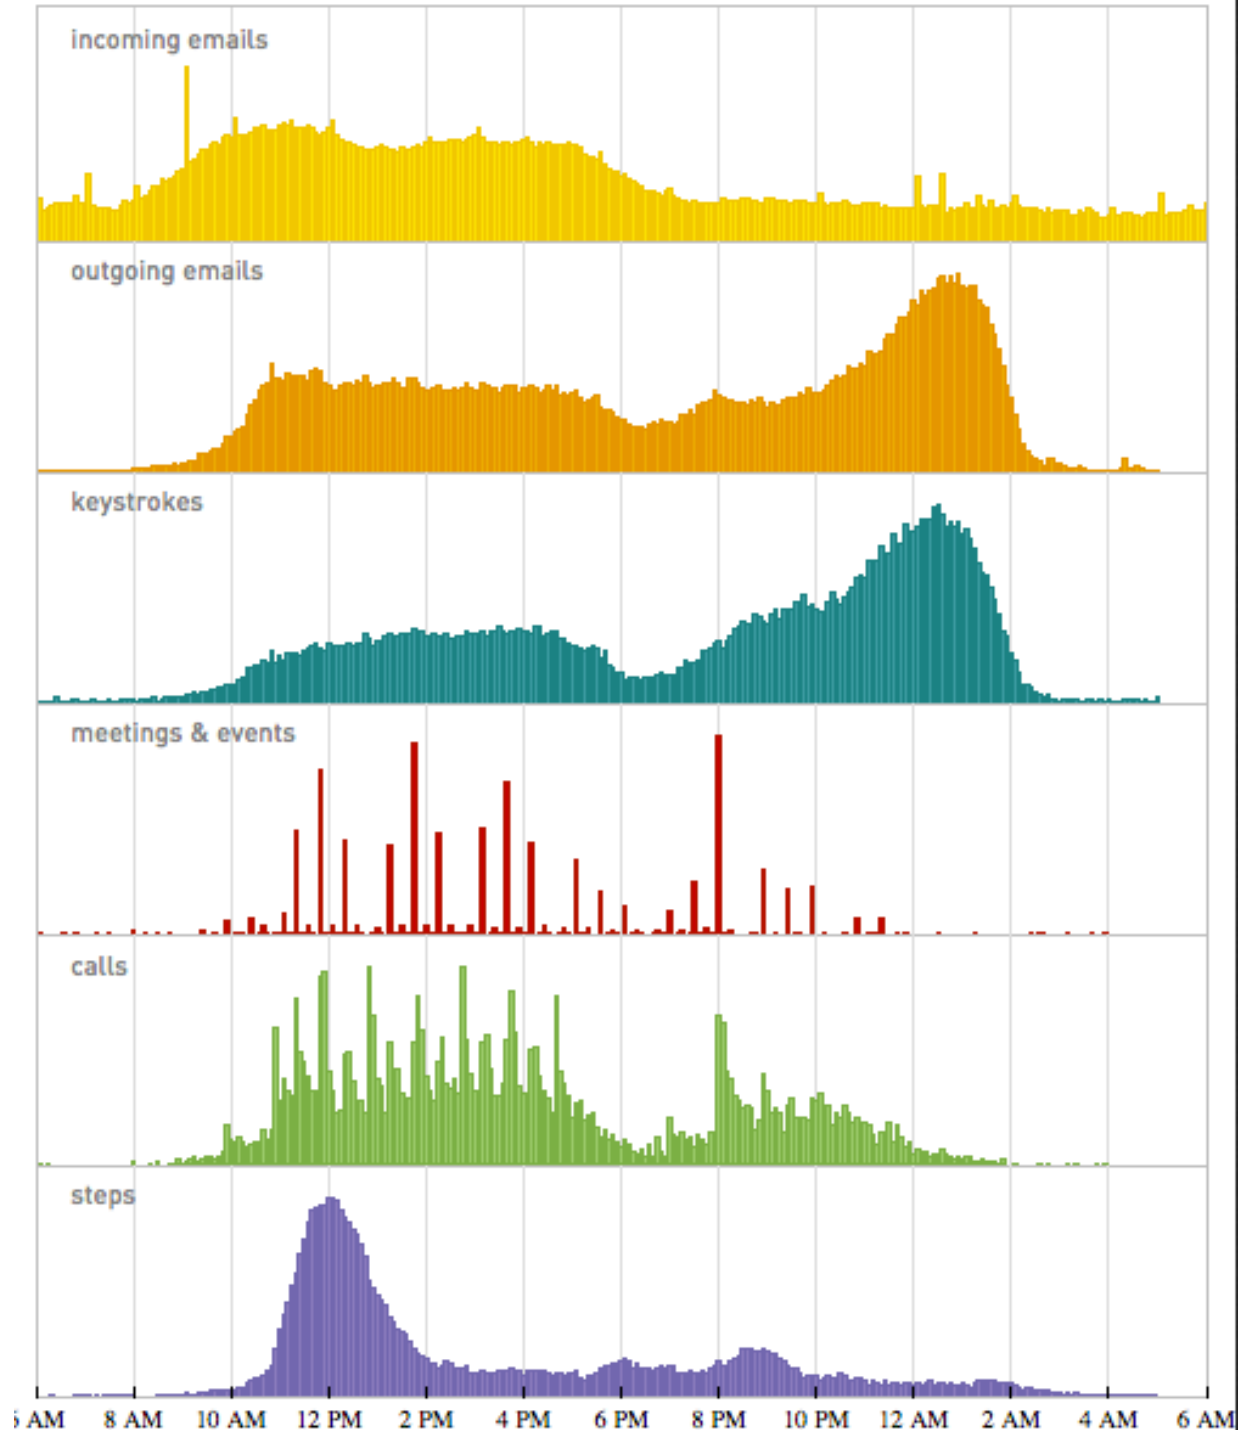 incoming emails
outgoing emails
keystrokes
meetings & events
calls
steps
6 AM 8 AM 10 AM 12 PM 2 PM 4 PM 6 PM 8 PM 10 PM 12 AM 2 AM 4 AM 6 AM